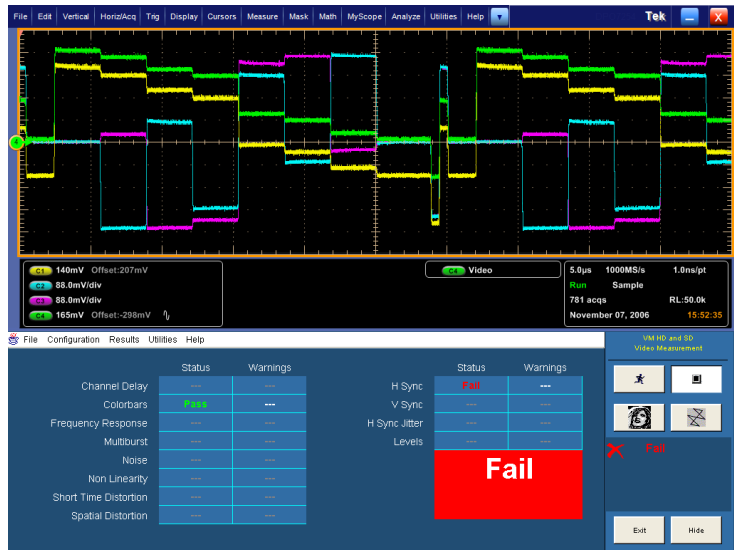 File Edit Vertical Horiz/Acq Trig Display Cursors Measure Mask Math MyScope Analyze Utilities Help Tek X
C1 140mV Offset:207mV
C2 88.0mV/div
C3 88.0mV/div
C4 165mV Offset:-298mV
C4 Video
5.0µs 1000MS/s 1.0ns/pt
Run Sample
781 acqs RL:50.0k
November 07, 2006 15:52:35
File Configuration Results Utilities Help
VM HD and SD
Video Measurement
Status Warnings
Channel Delay --- ---
Colorbars Pass ---
Frequency Response --- ---
Multiburst --- ---
Noise --- ---
Non Linearity --- ---
Short Time Distortion --- ---
Spatial Distortion --- ---
Status Warnings
H Sync Fail ---
V Sync --- ---
H Sync Jitter --- ---
Levels --- ---
Fail
Fail
Exit Hide